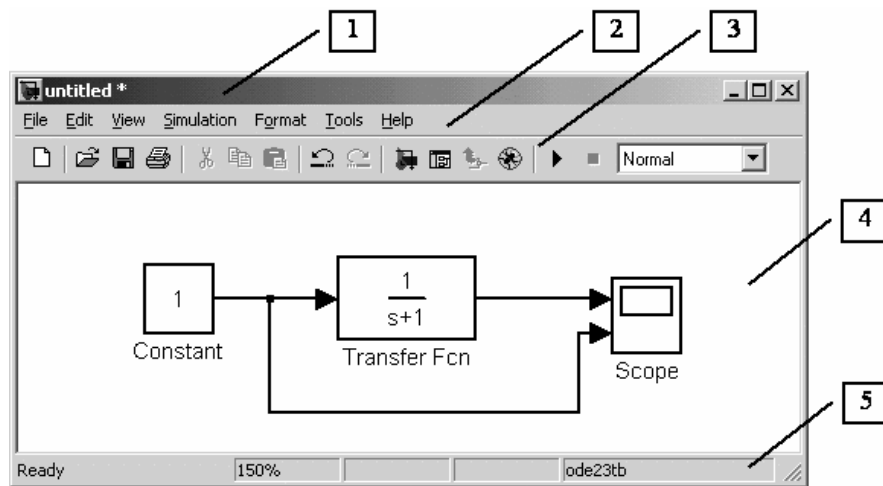 1 2 3
untitled *
File Edit View Simulation Format Tools Help
Normal
4
1
1
s+1
Constant
Transfer Fcn
Scope
5
Ready 150% ode23tb